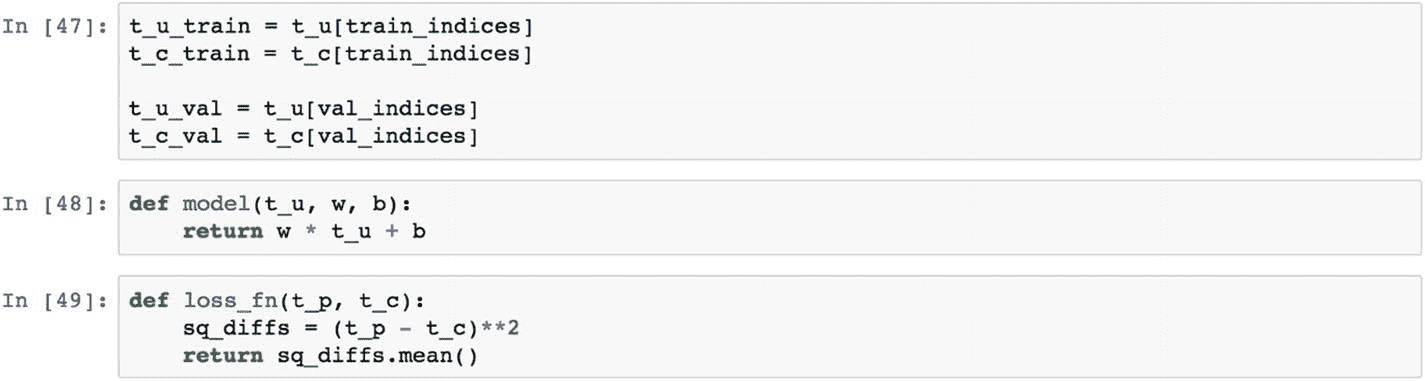 In [47]: t_u_train = t_u[train_indices]
t_c_train = t_c[train_indices]

t_u_val = t_u[val_indices]
t_c_val = t_c[val_indices]

In [48]: def model(t_u, w, b):
    return w * t_u + b

In [49]: def loss_fn(t_p, t_c):
    sq_diffs = (t_p - t_c)**2
    return sq_diffs.mean()